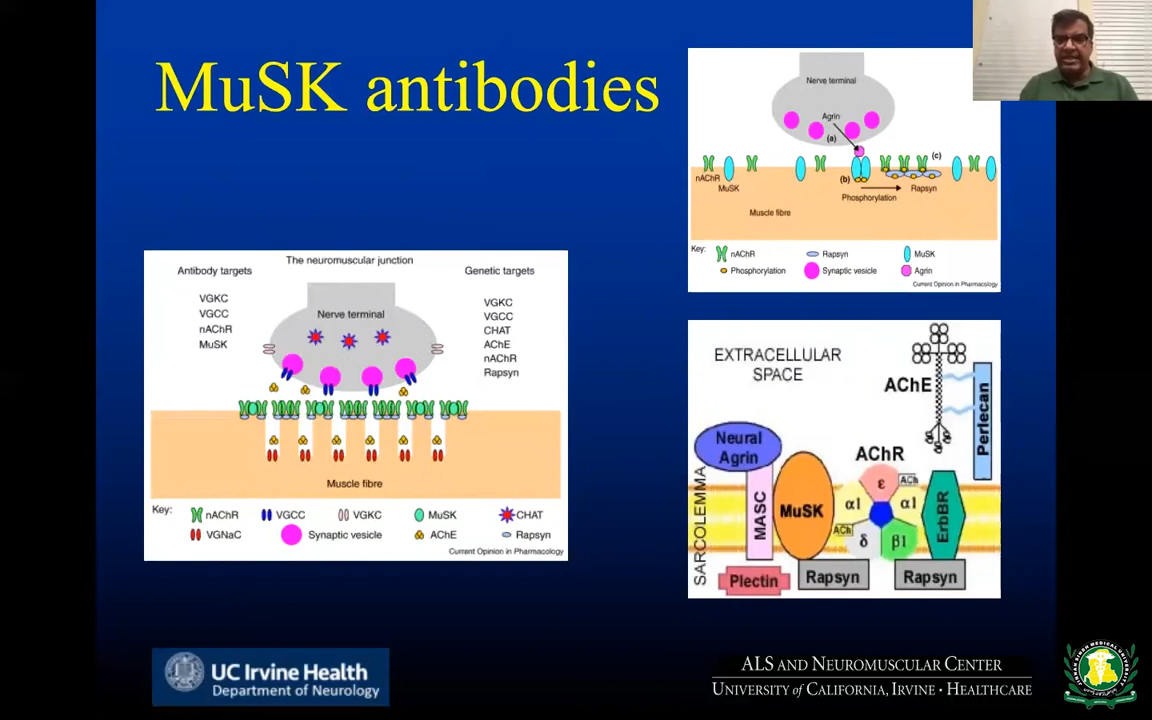 MuSK antibodies
The neuromuscular junction
Antibody targets
VGKC
VGCC
nAChR
MuSK
Genetic targets
VGKC
VGCC
CHAT
AChE
nAChR
Rapsyn
Nerve terminal
Muscle fibre
Key:
nAChR VGCC VGKC MuSK CHAT
VGNaC Synaptic vesicle AChE Rapsyn
Current Opinion in Pharmacology
Nerve terminal
Agrin
(a)
(c)
nAChR
MuSK
(b)
Rapsyn
Phosphorylation
Muscle fibre
Key:
nAChR Rapsyn MuSK
Phosphorylation Synaptic vesicle Agrin
Current Opinion in Pharmacology
EXTRACELLULAR
SPACE
AChE
Perlecan
Neural
Agrin
AChR
SARCOLEMMA
MASC
MuSK
ε
ACh
α1
α1
ACh
δ
β1
ErbBR
Plectin
Rapsyn
Rapsyn
UC Irvine Health
Department of Neurology
ALS AND NEUROMUSCULAR CENTER
UNIVERSITY of CALIFORNIA, IRVINE • HEALTHCARE